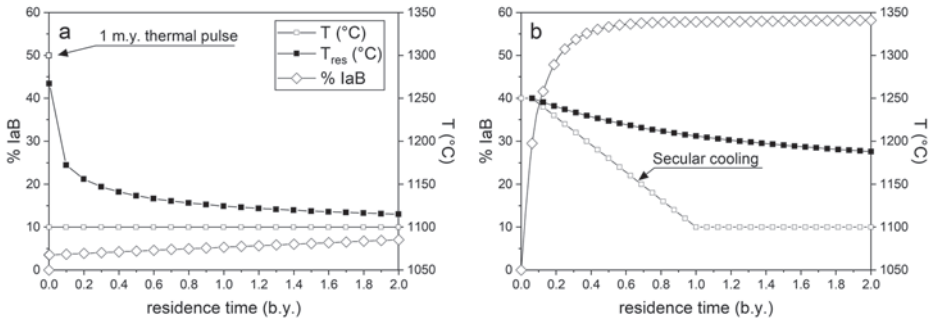 60
50
40
30
20
10
0
% IaB
a
1 m.y. thermal pulse
T (°C)
T_res (°C)
% IaB
1350
1300
1250
1200
1150
1100
1050
T (°C)
0.0 0.2 0.4 0.6 0.8 1.0 1.2 1.4 1.6 1.8 2.0
residence time (b.y.)
60
50
40
30
20
10
0
% IaB
b
Secular cooling
1350
1300
1250
1200
1150
1100
1050
T (°C)
0.0 0.2 0.4 0.6 0.8 1.0 1.2 1.4 1.6 1.8 2.0
residence time (b.y.)